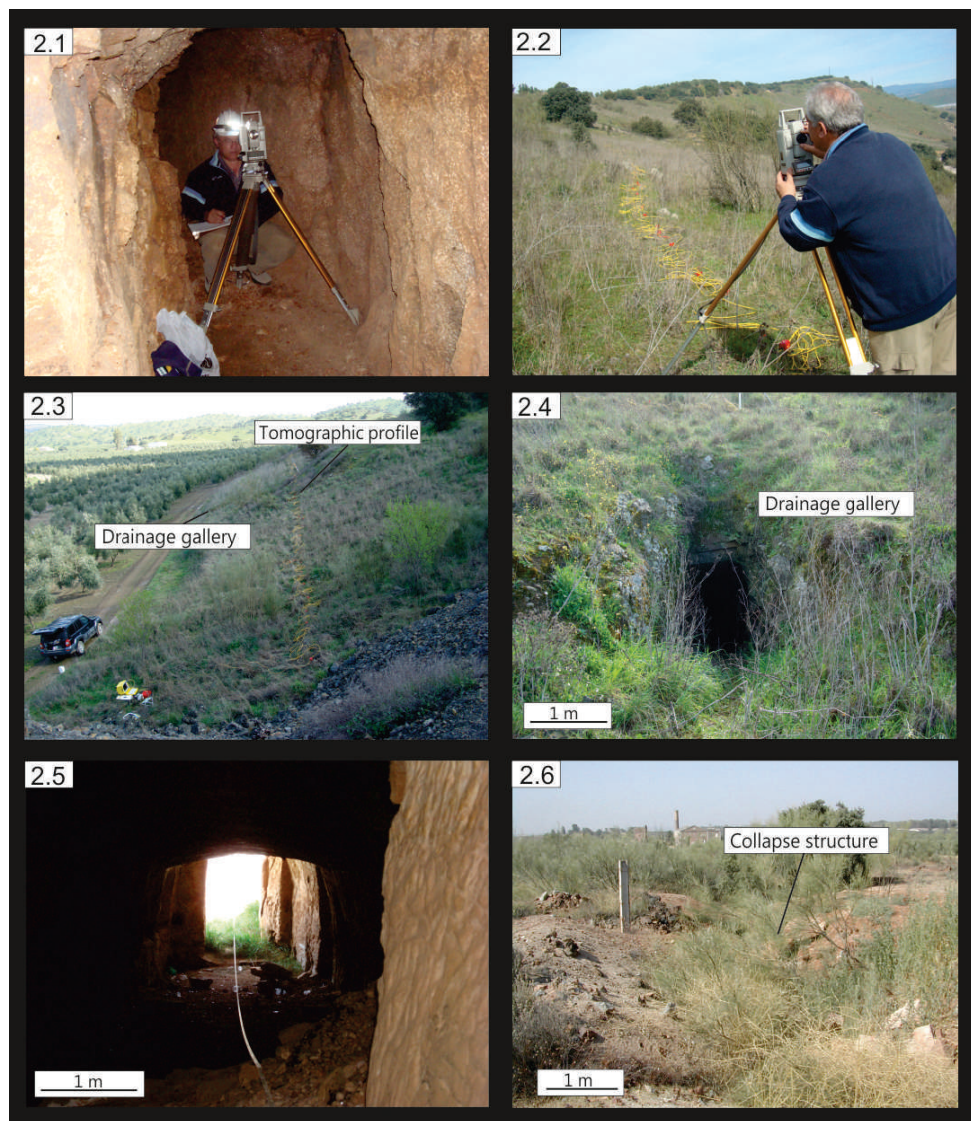 2.1
2.2
2.3
Tomographic profile
Drainage gallery
2.4
Drainage gallery
1 m
2.5
1 m
2.6
Collapse structure
1 m